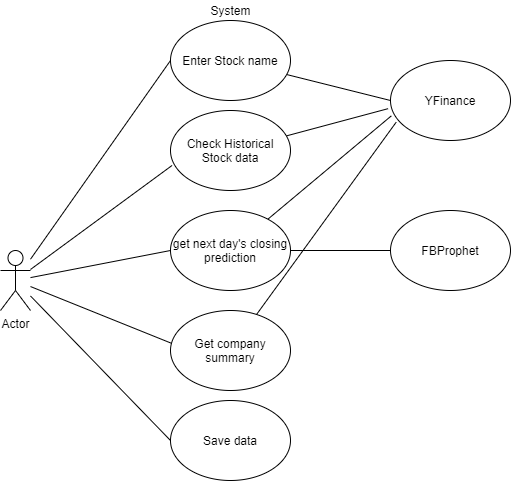 System
Enter Stock name
YFinance
Check Historical
Stock data
get next day's closing
prediction
FBProphet
Actor
Get company
summary
Save data